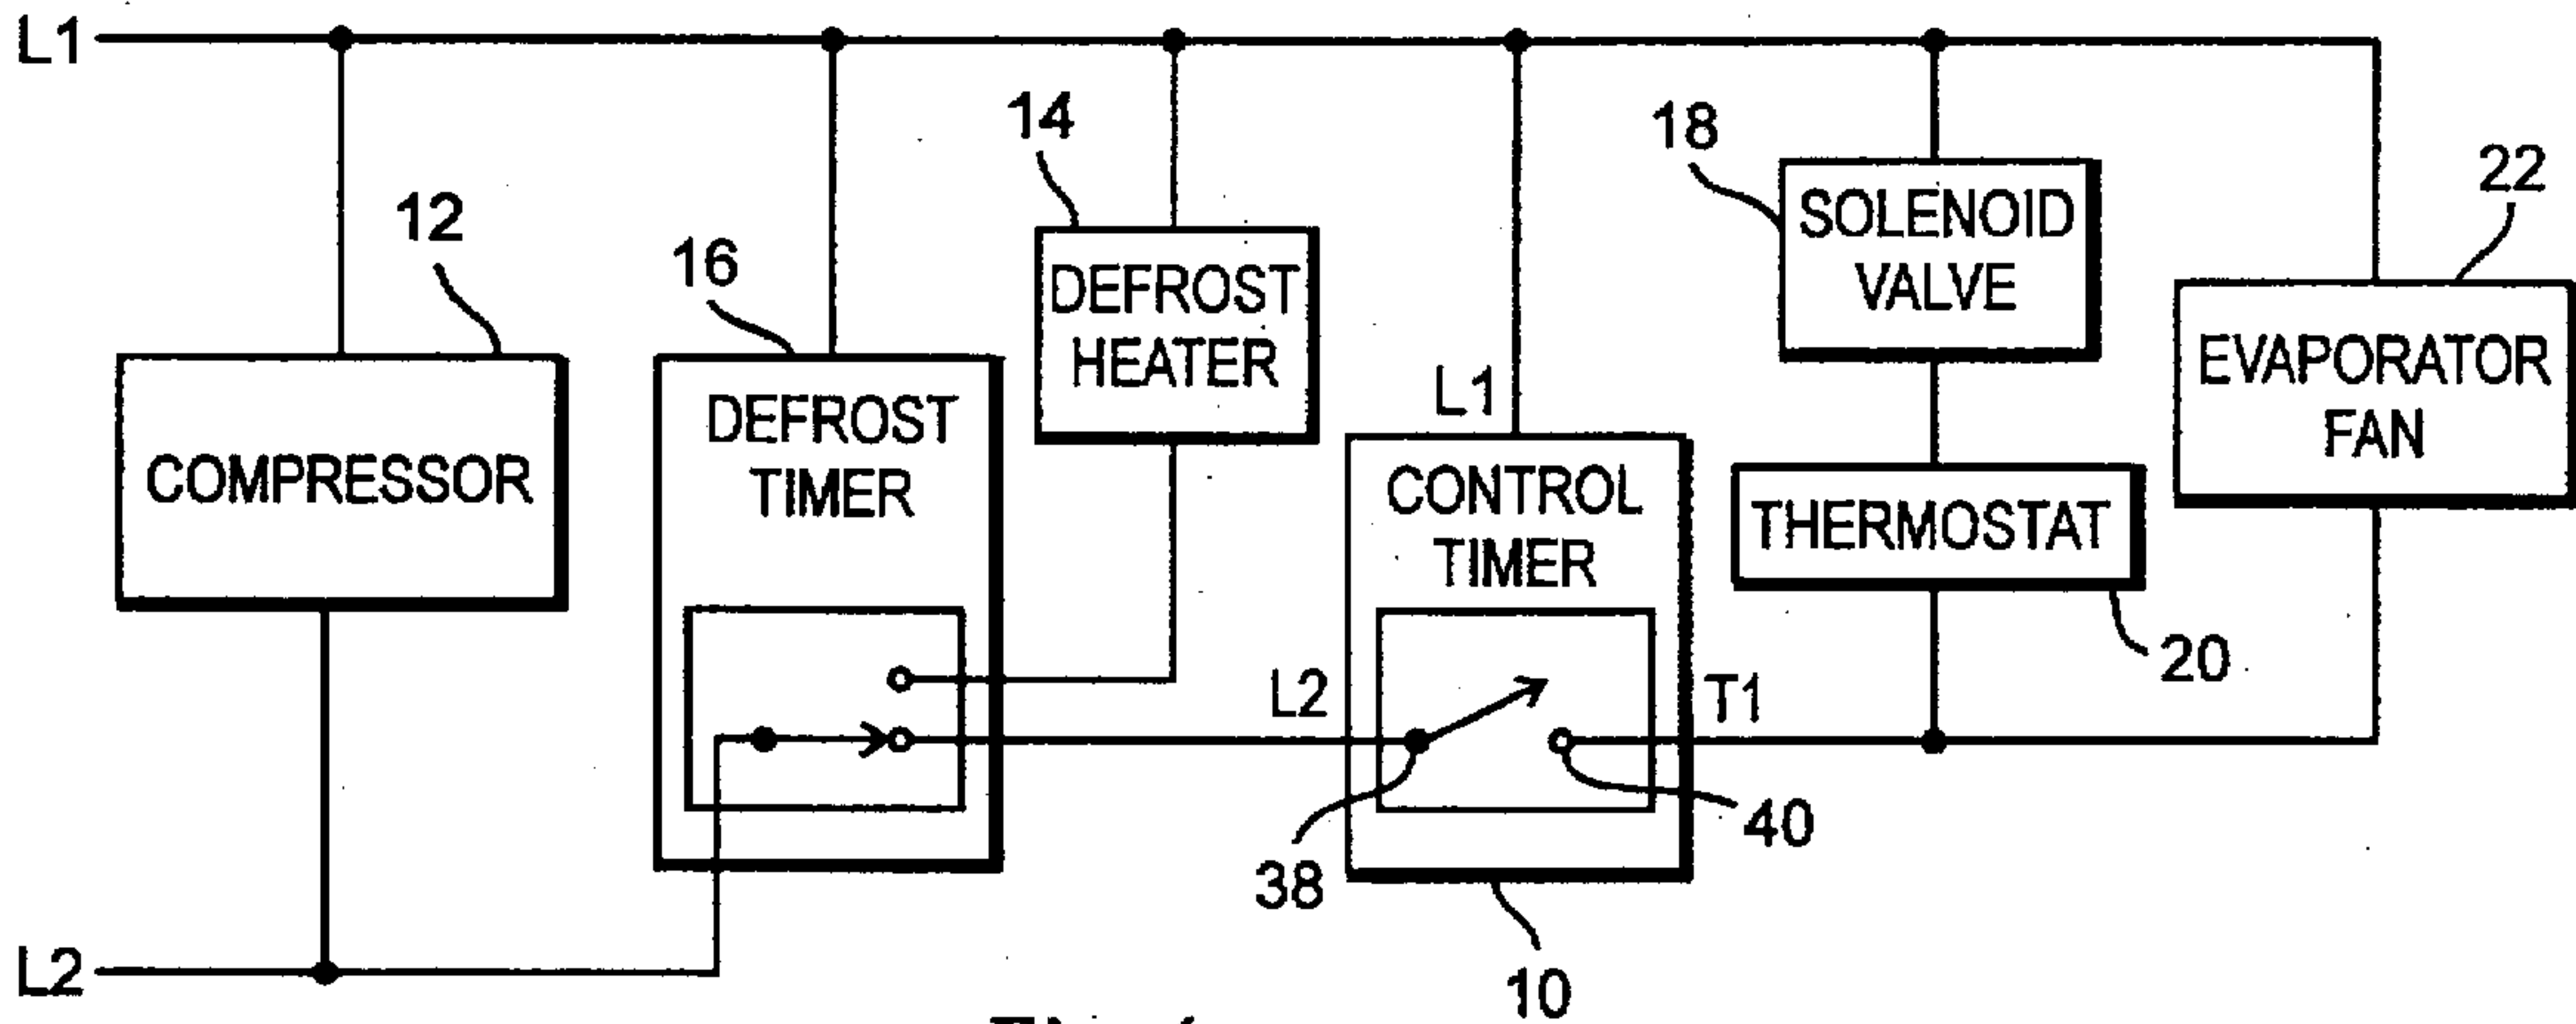 L1
12
16
14
18
22
COMPRESSOR
DEFROST
TIMER
DEFROST
HEATER
L1
CONTROL
TIMER
SOLENOID
VALVE
THERMOSTAT
EVAPORATOR
FAN
20
L2
T1
38
40
10
L2